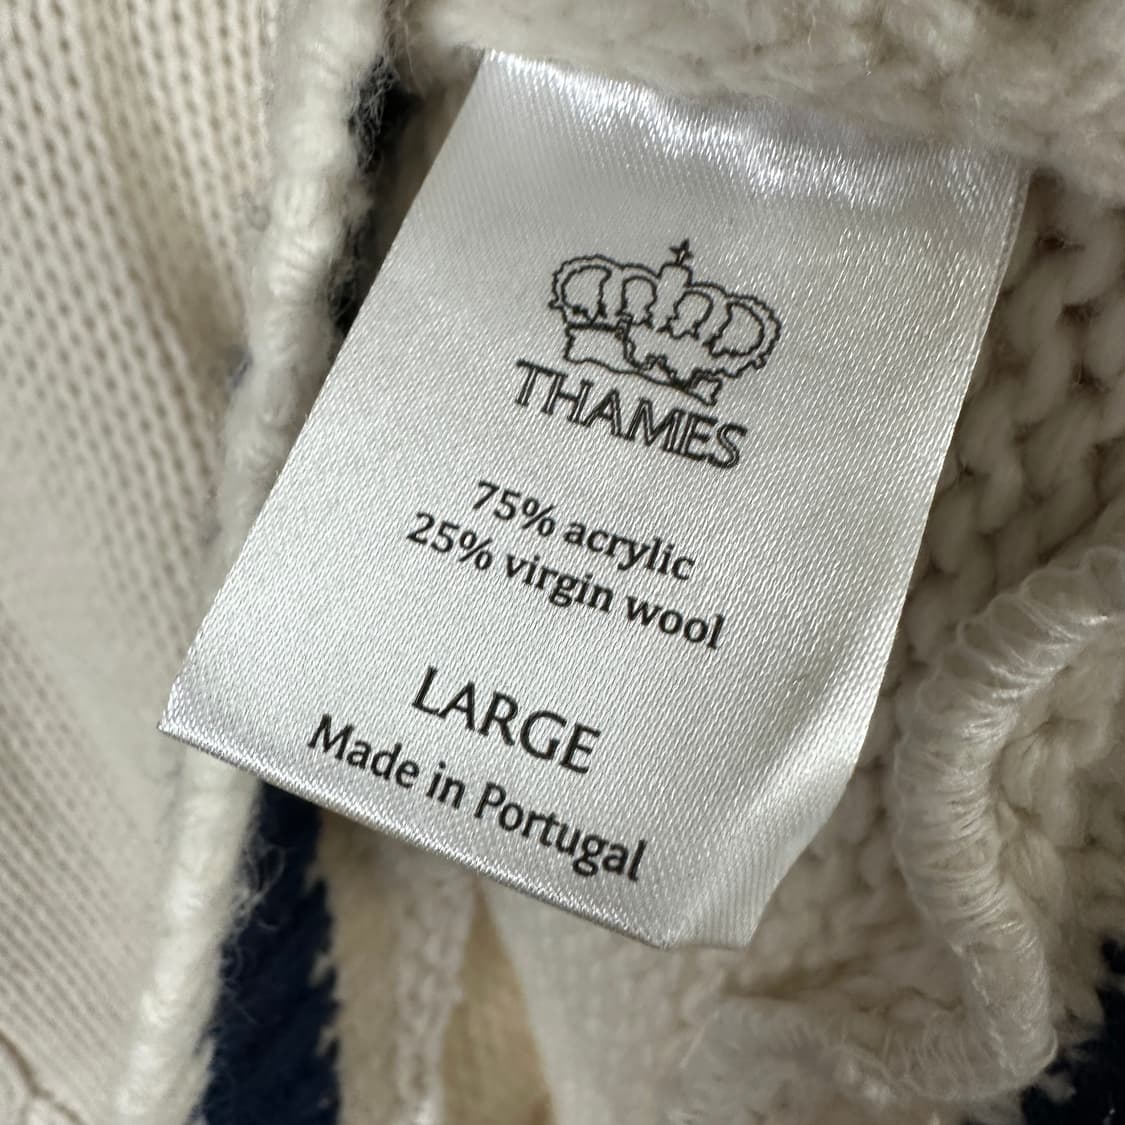 THAMES
75% acrylic
25% virgin wool
LARGE
Made in Portugal